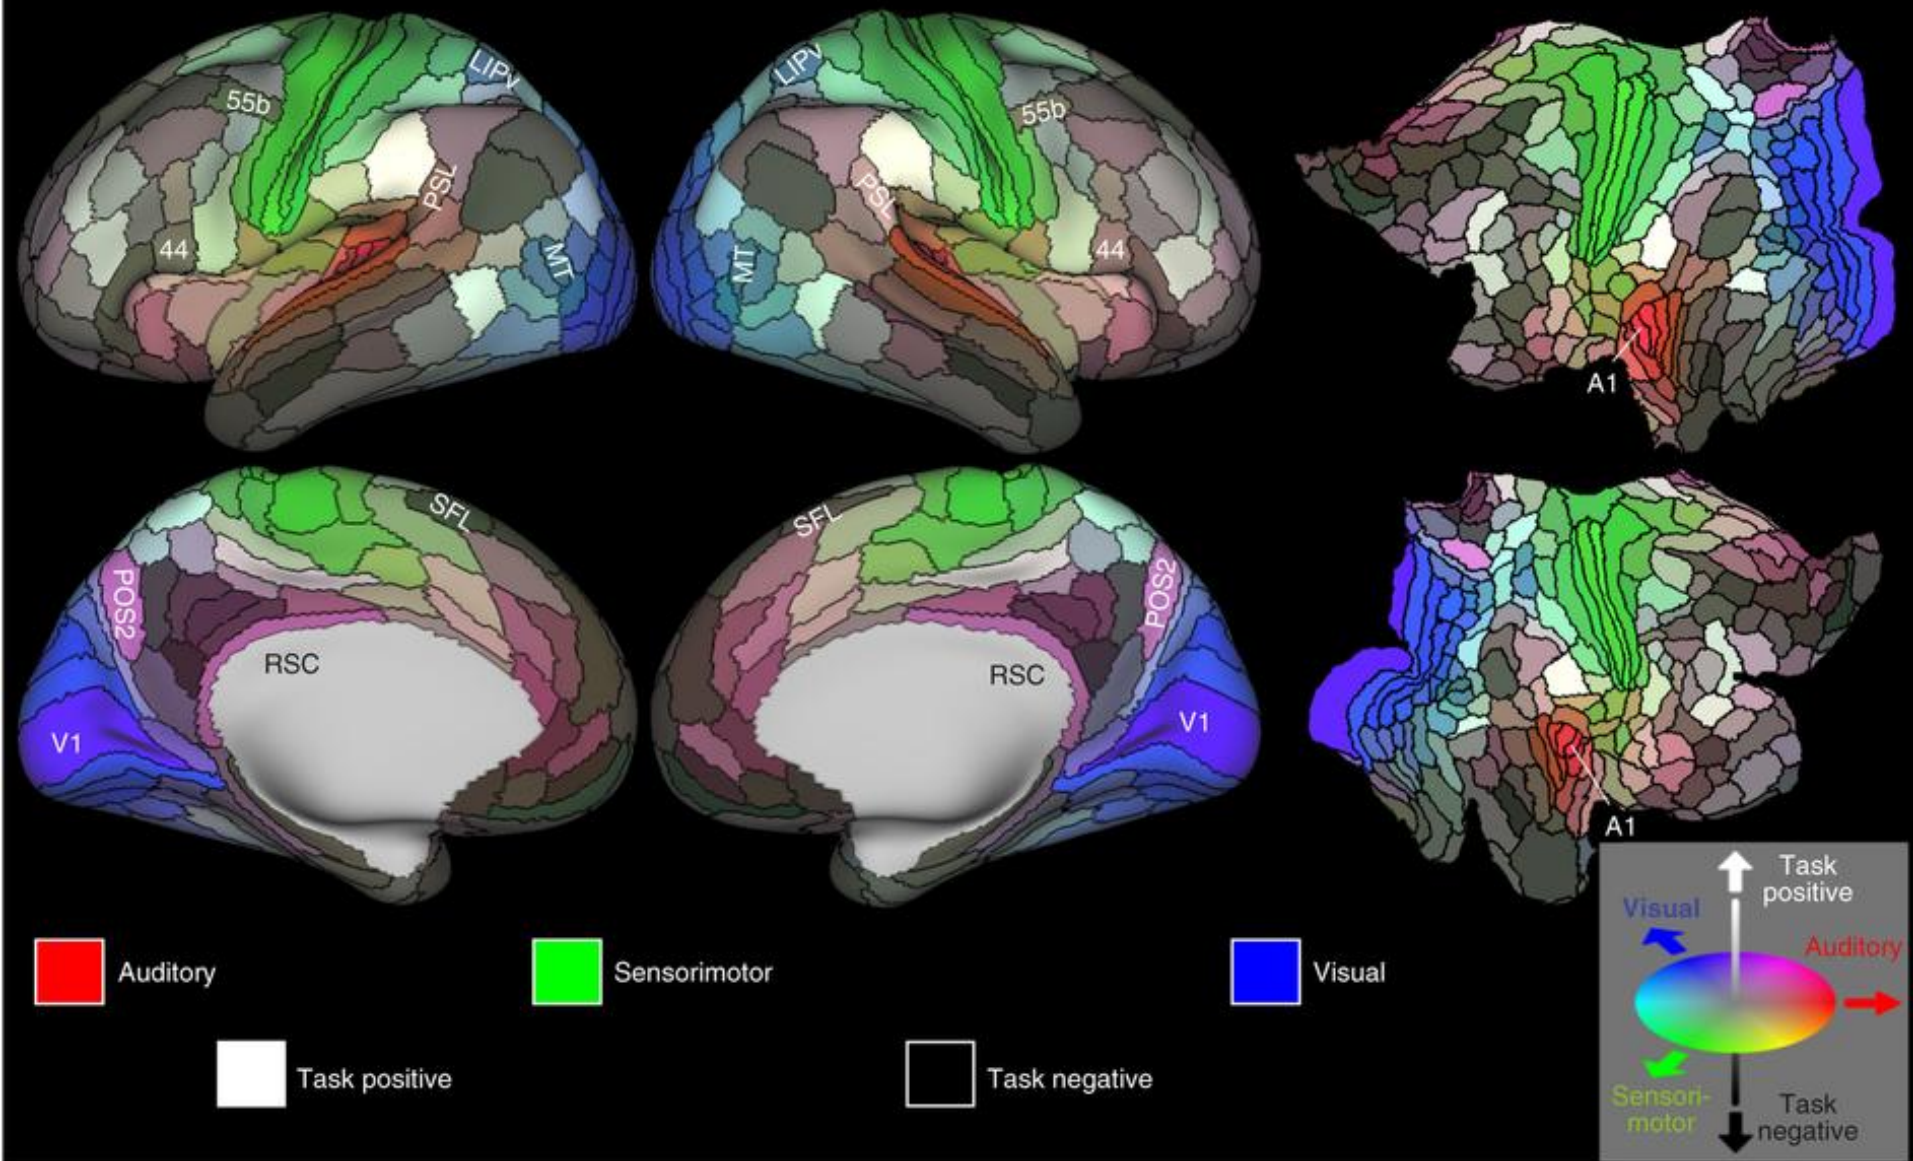 LIPv
LIPv
55b
55b
PSL
PSL
44
44
MT
MT
A1
SFL
SFL
POS2
POS2
RSC
RSC
V1
V1
A1
Task
positive
Visual
Auditory
Sensori-
motor
Task
negative
Auditory
Sensorimotor
Visual
Task positive
Task negative